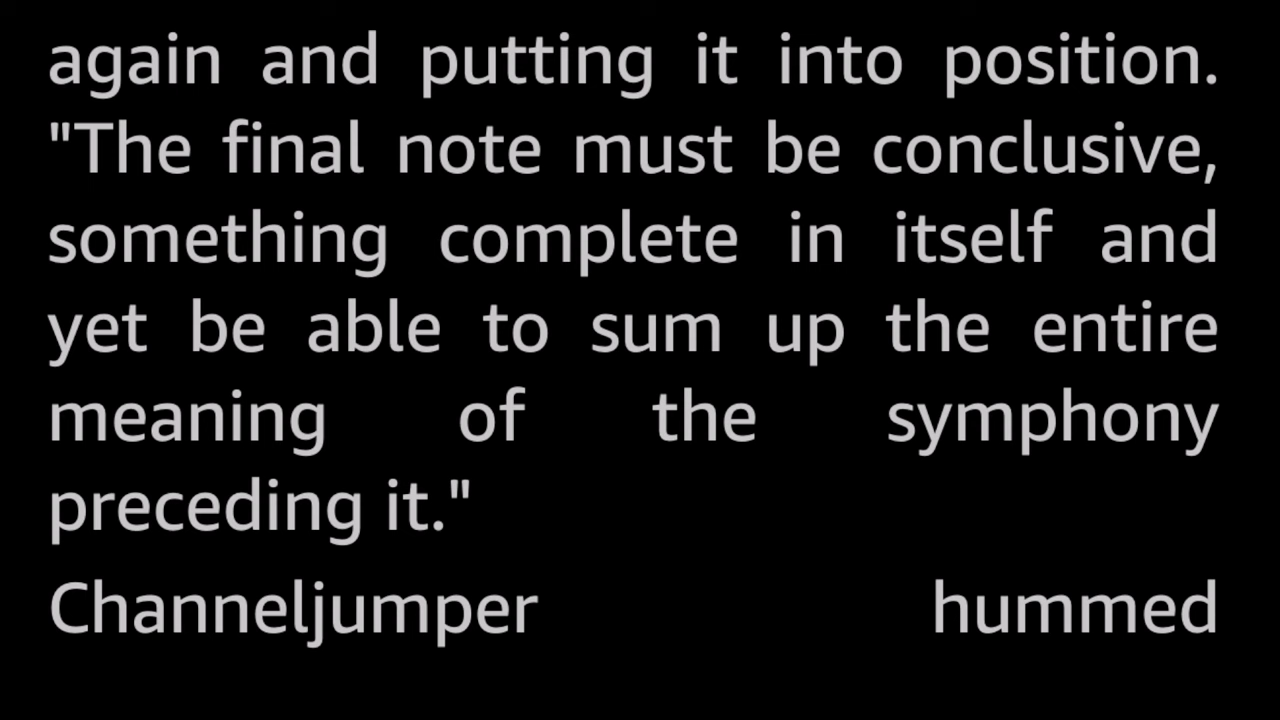 again and putting it into position.
"The final note must be conclusive,
something complete in itself and
yet be able to sum up the entire
meaning of the symphony
preceding it."
Channeljumper hummed